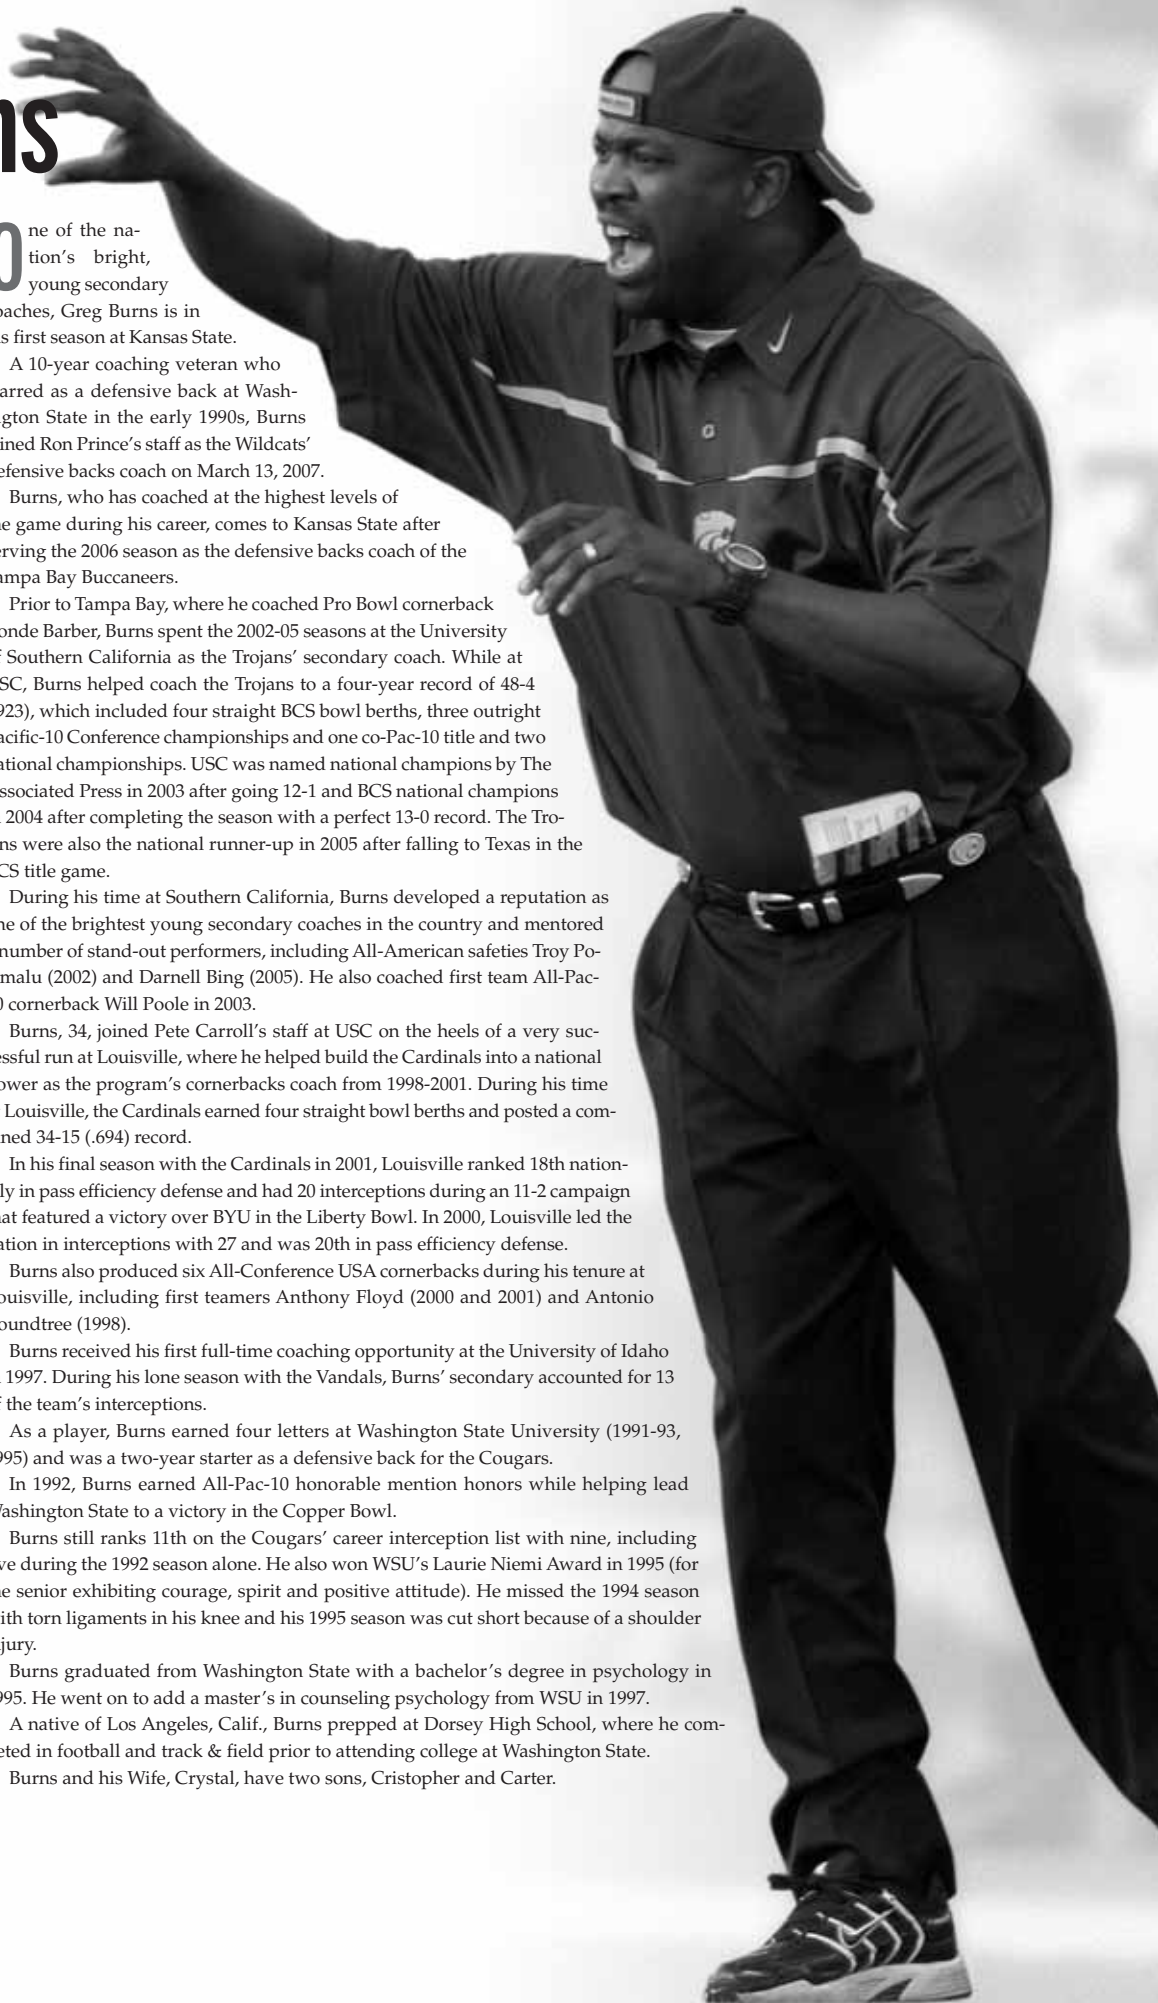 ns
One of the na-
tion's bright,
young secondary
oaches, Greg Burns is in
s first season at Kansas State.
A 10-year coaching veteran who
arred as a defensive back at Wash-
gton State in the early 1990s, Burns
ined Ron Prince's staff as the Wildcats'
efensive backs coach on March 13, 2007.
Burns, who has coached at the highest levels of
e game during his career, comes to Kansas State after
erving the 2006 season as the defensive backs coach of the
ampa Bay Buccaneers.
Prior to Tampa Bay, where he coached Pro Bowl cornerback
onde Barber, Burns spent the 2002-05 seasons at the University
f Southern California as the Trojans' secondary coach. While at
SC, Burns helped coach the Trojans to a four-year record of 48-4
923), which included four straight BCS bowl berths, three outright
acific-10 Conference championships and one co-Pac-10 title and two
ational championships. USC was named national champions by The
ssociated Press in 2003 after going 12-1 and BCS national champions
2004 after completing the season with a perfect 13-0 record. The Tro-
ns were also the national runner-up in 2005 after falling to Texas in the
CS title game.
During his time at Southern California, Burns developed a reputation as
ne of the brightest young secondary coaches in the country and mentored
number of stand-out performers, including All-American safeties Troy Po-
malu (2002) and Darnell Bing (2005). He also coached first team All-Pac-
0 cornerback Will Poole in 2003.
Burns, 34, joined Pete Carroll's staff at USC on the heels of a very suc-
essful run at Louisville, where he helped build the Cardinals into a national
ower as the program's cornerbacks coach from 1998-2001. During his time
t Louisville, the Cardinals earned four straight bowl berths and posted a com-
ned 34-15 (.694) record.
In his final season with the Cardinals in 2001, Louisville ranked 18th nation-
ly in pass efficiency defense and had 20 interceptions during an 11-2 campaign
at featured a victory over BYU in the Liberty Bowl. In 2000, Louisville led the
ation in interceptions with 27 and was 20th in pass efficiency defense.
Burns also produced six All-Conference USA cornerbacks during his tenure at
ouisville, including first teamers Anthony Floyd (2000 and 2001) and Antonio
oundtree (1998).
Burns received his first full-time coaching opportunity at the University of Idaho
1997. During his lone season with the Vandals, Burns' secondary accounted for 13
f the team's interceptions.
As a player, Burns earned four letters at Washington State University (1991-93,
995) and was a two-year starter as a defensive back for the Cougars.
In 1992, Burns earned All-Pac-10 honorable mention honors while helping lead
ashington State to a victory in the Copper Bowl.
Burns still ranks 11th on the Cougars' career interception list with nine, including
ve during the 1992 season alone. He also won WSU's Laurie Niemi Award in 1995 (for
e senior exhibiting courage, spirit and positive attitude). He missed the 1994 season
ith torn ligaments in his knee and his 1995 season was cut short because of a shoulder
jury.
Burns graduated from Washington State with a bachelor's degree in psychology in
995. He went on to add a master's in counseling psychology from WSU in 1997.
A native of Los Angeles, Calif., Burns prepped at Dorsey High School, where he com-
eted in football and track & field prior to attending college at Washington State.
Burns and his Wife, Crystal, have two sons, Cristopher and Carter.